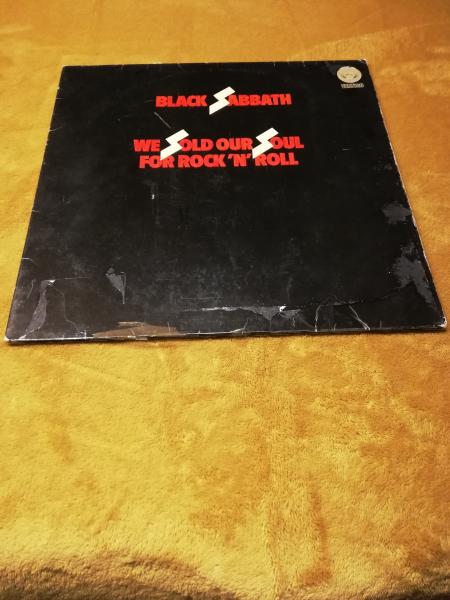 BLACK SABBATH
WE SOLD OUR SOUL
FOR ROCK 'N' ROLL